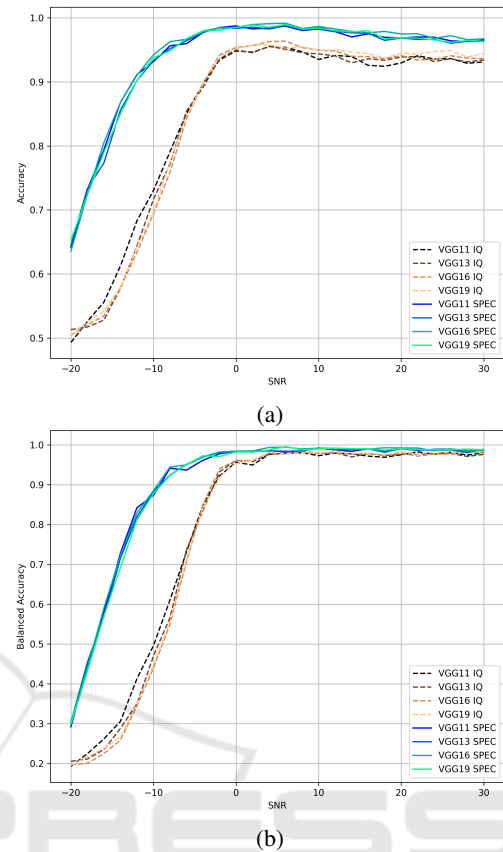 1.0
0.9
0.8
0.7
0.6
0.5
Accuracy
VGG11 IQ
VGG13 IQ
VGG16 IQ
VGG19 IQ
VGG11 SPEC
VGG13 SPEC
VGG16 SPEC
VGG19 SPEC
−20 −10 0 10 20 30
SNR
(a)
1.0
0.9
0.8
0.7
0.6
0.5
0.4
0.3
0.2
Balanced Accuracy
VGG11 IQ
VGG13 IQ
VGG16 IQ
VGG19 IQ
VGG11 SPEC
VGG13 SPEC
VGG16 SPEC
VGG19 SPEC
−20 −10 0 10 20 30
SNR
(b)
PRESS